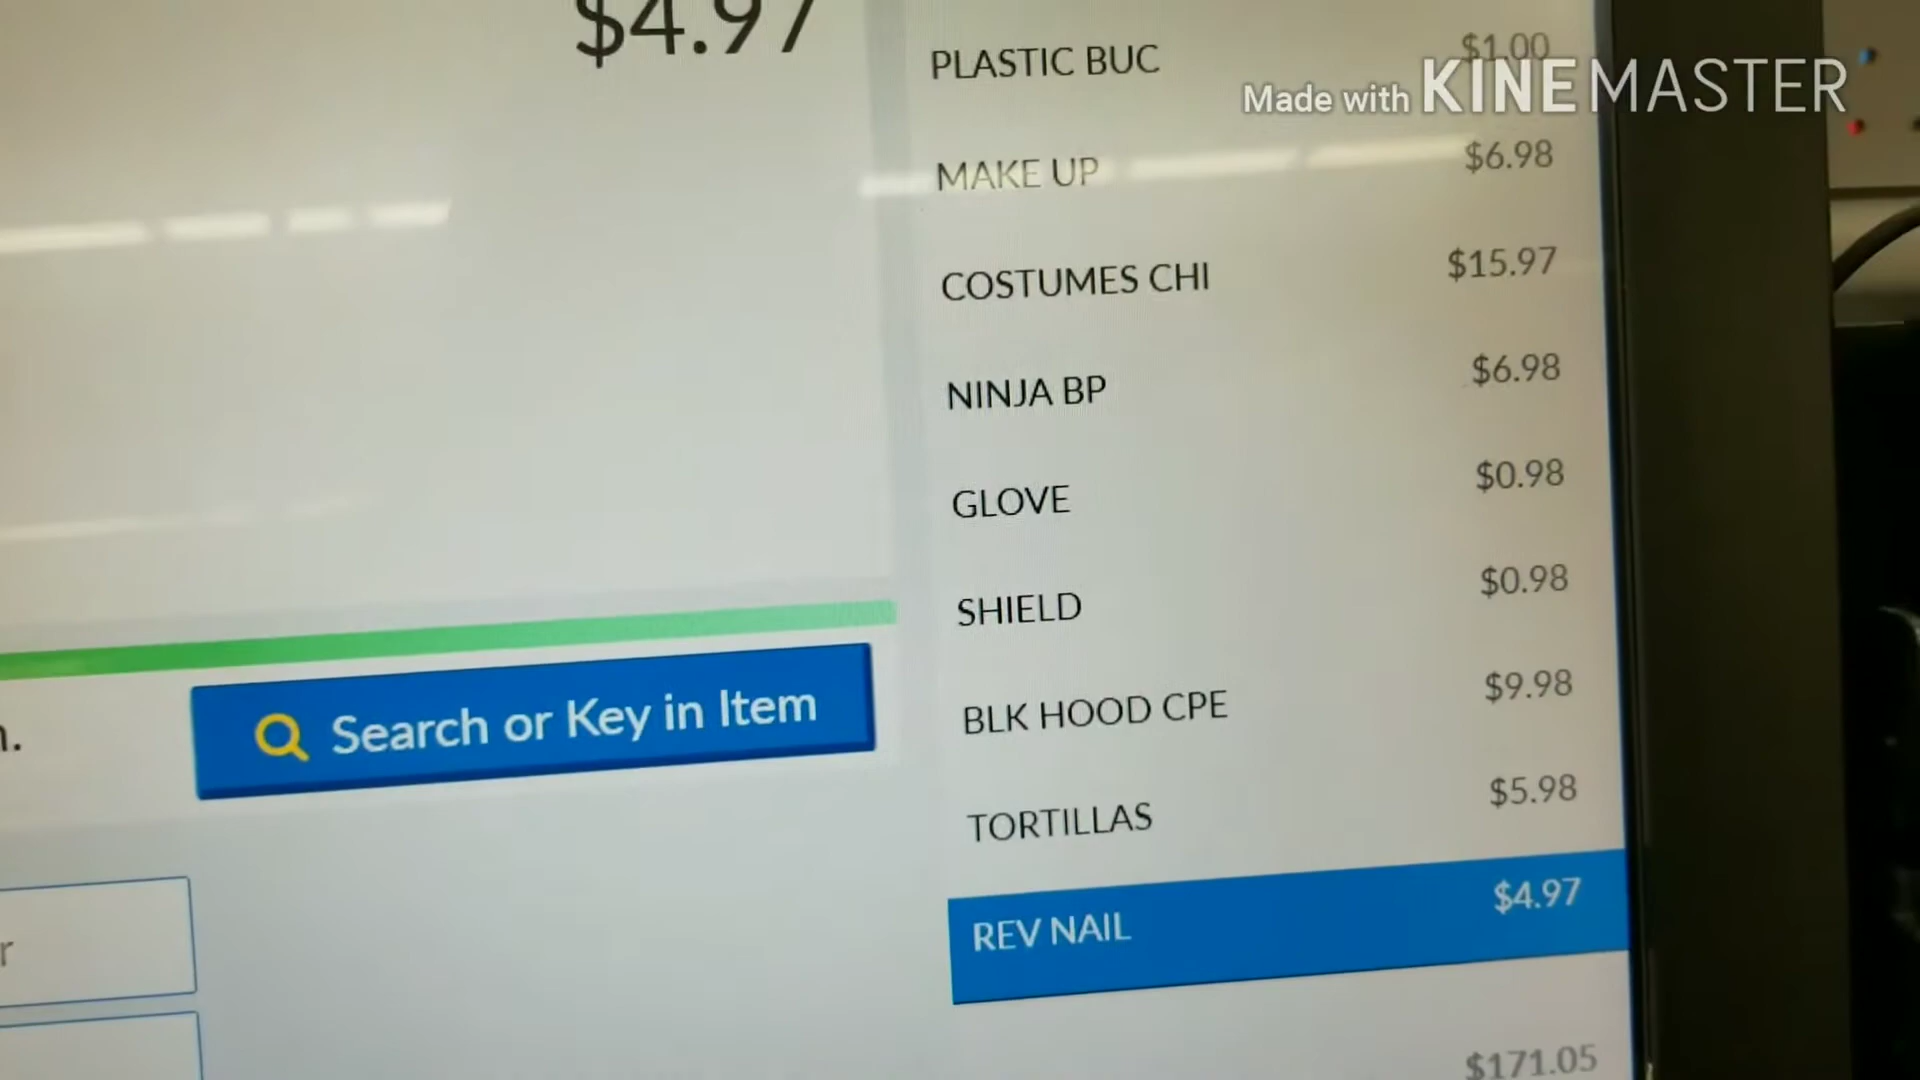 $4.97
PLASTIC BUC $1.00
Made with KINEMASTER
MAKE UP $6.98
COSTUMES CHI $15.97
NINJA BP $6.98
GLOVE $0.98
SHIELD $0.98
BLK HOOD CPE $9.98
TORTILLAS $5.98
REV NAIL $4.97
$171.05
Search or Key in Item